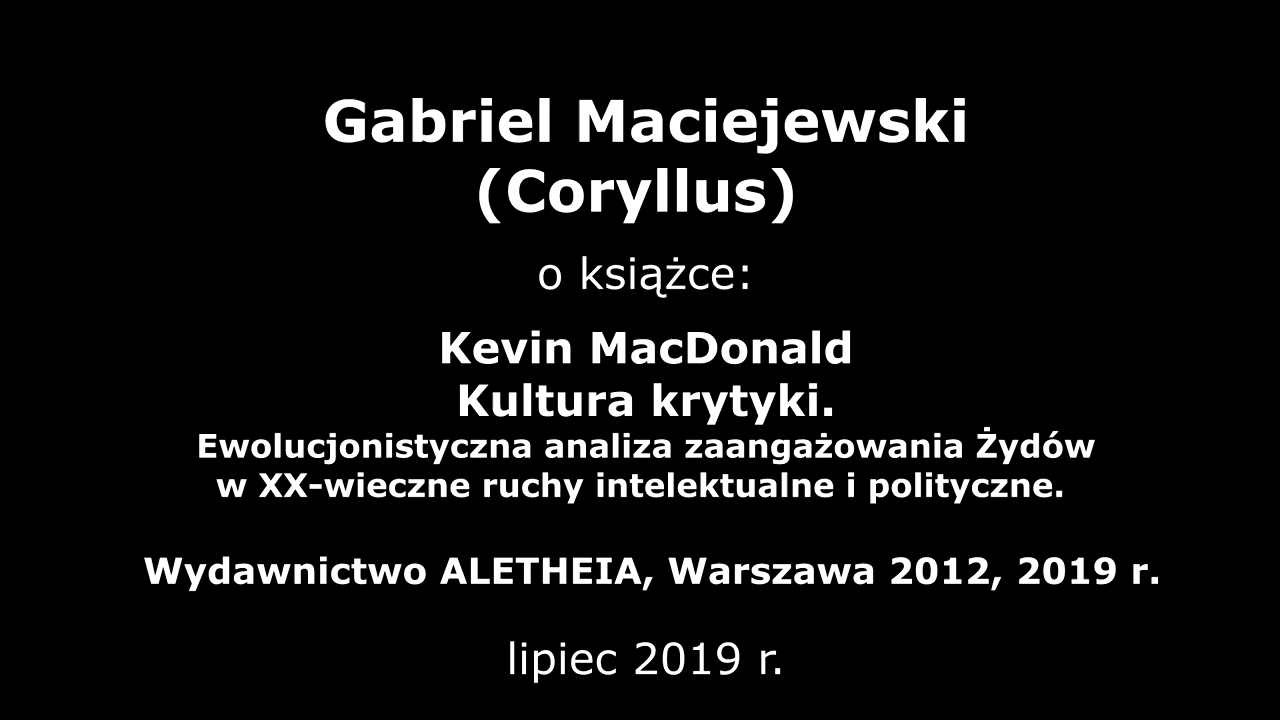 Gabriel Maciejewski
(Coryllus)
o książce:
Kevin MacDonald
Kultura krytyki.
Ewolucjonistyczna analiza zaangażowania Żydów
w XX-wieczne ruchy intelektualne i polityczne.
Wydawnictwo ALETHEIA, Warszawa 2012, 2019 r.
lipiec 2019 r.